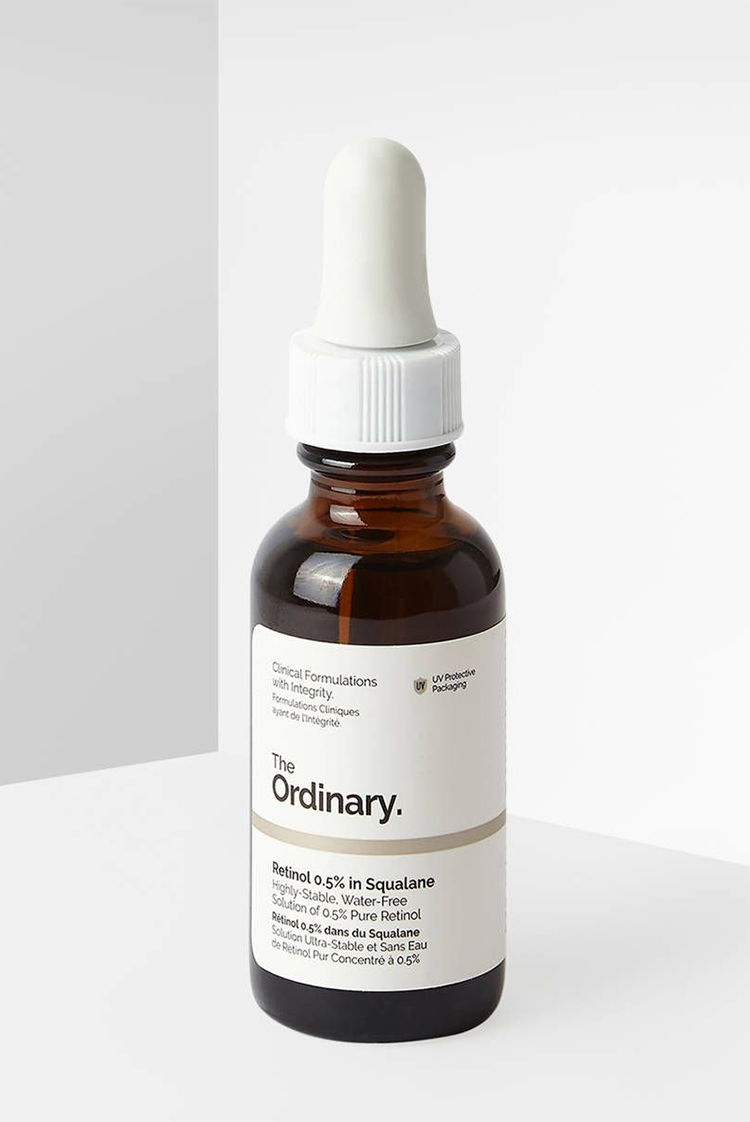 Clinical Formulations
with Integrity.
Formulations Cliniques
ayant de l'Intégrité.
UV
UV Protective
Packaging
The
Ordinary.
Retinol 0.5% in Squalane
Highly-Stable, Water-Free
Solution of 0.5% Pure Retinol
Rétinol 0.5% dans du Squalane
Solution Ultra-Stable et Sans Eau
de Rétinol Pur Concentré à 0.5%